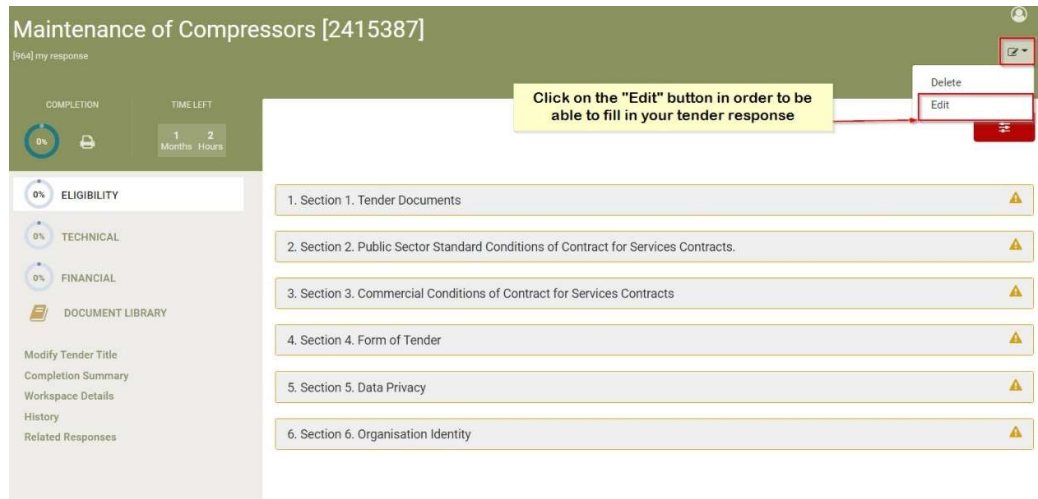 Maintenance of Compressors [2415387]
[964] my response
Delete
Edit
Click on the "Edit" button in order to be
able to fill in your tender response
COMPLETION
TIME LEFT
0%
1 2
Months Hours
0% ELIGIBILITY
0% TECHNICAL
0% FINANCIAL
DOCUMENT LIBRARY
Modify Tender Title
Completion Summary
Workspace Details
History
Related Responses
1. Section 1. Tender Documents
2. Section 2. Public Sector Standard Conditions of Contract for Services Contracts.
3. Section 3. Commercial Conditions of Contract for Services Contracts
4. Section 4. Form of Tender
5. Section 5. Data Privacy
6. Section 6. Organisation Identity